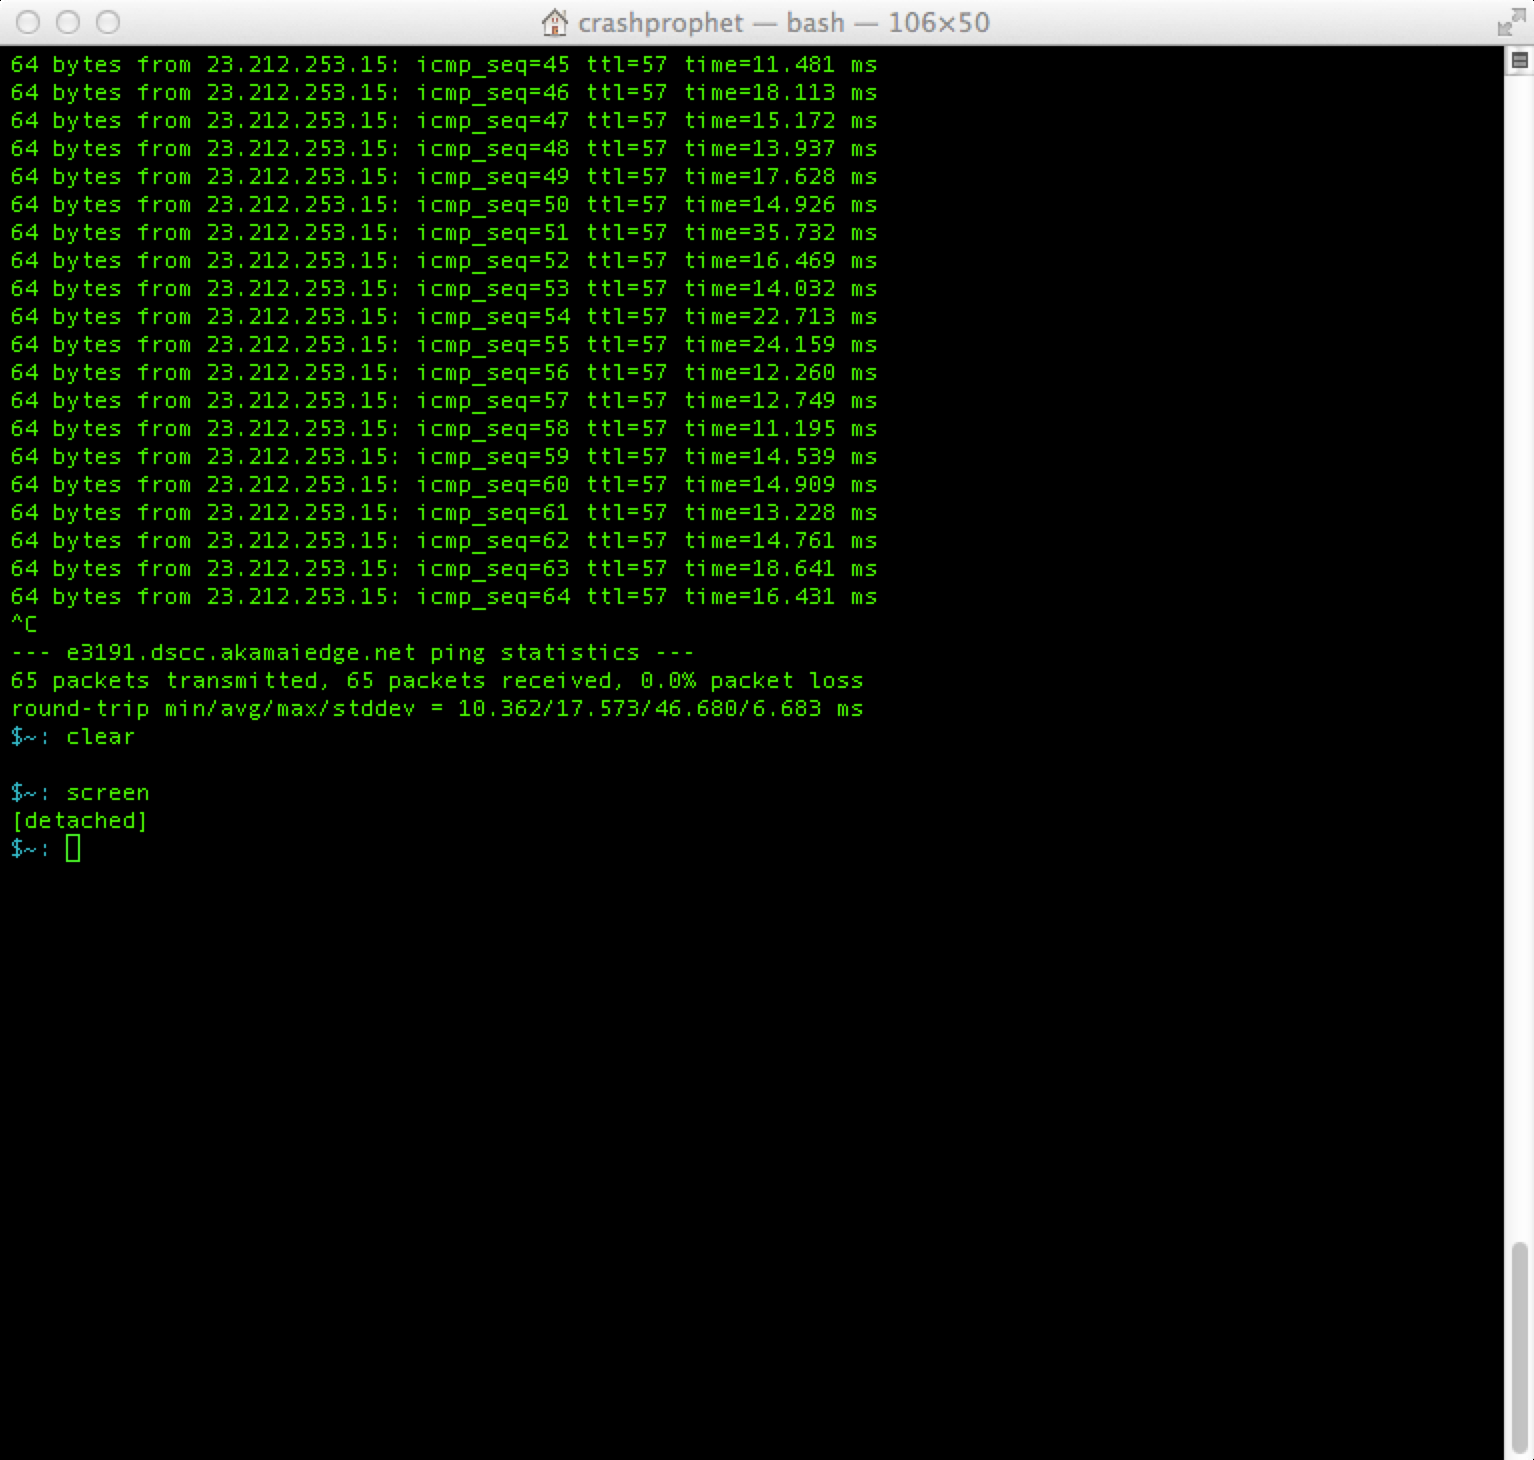 crashprophet — bash — 106×50
64 bytes from 23.212.253.15: icmp_seq=45 ttl=57 time=11.481 ms
64 bytes from 23.212.253.15: icmp_seq=46 ttl=57 time=18.113 ms
64 bytes from 23.212.253.15: icmp_seq=47 ttl=57 time=15.172 ms
64 bytes from 23.212.253.15: icmp_seq=48 ttl=57 time=13.937 ms
64 bytes from 23.212.253.15: icmp_seq=49 ttl=57 time=17.628 ms
64 bytes from 23.212.253.15: icmp_seq=50 ttl=57 time=14.926 ms
64 bytes from 23.212.253.15: icmp_seq=51 ttl=57 time=35.732 ms
64 bytes from 23.212.253.15: icmp_seq=52 ttl=57 time=16.469 ms
64 bytes from 23.212.253.15: icmp_seq=53 ttl=57 time=14.032 ms
64 bytes from 23.212.253.15: icmp_seq=54 ttl=57 time=22.713 ms
64 bytes from 23.212.253.15: icmp_seq=55 ttl=57 time=24.159 ms
64 bytes from 23.212.253.15: icmp_seq=56 ttl=57 time=12.260 ms
64 bytes from 23.212.253.15: icmp_seq=57 ttl=57 time=12.749 ms
64 bytes from 23.212.253.15: icmp_seq=58 ttl=57 time=11.195 ms
64 bytes from 23.212.253.15: icmp_seq=59 ttl=57 time=14.539 ms
64 bytes from 23.212.253.15: icmp_seq=60 ttl=57 time=14.909 ms
64 bytes from 23.212.253.15: icmp_seq=61 ttl=57 time=13.228 ms
64 bytes from 23.212.253.15: icmp_seq=62 ttl=57 time=14.761 ms
64 bytes from 23.212.253.15: icmp_seq=63 ttl=57 time=18.641 ms
64 bytes from 23.212.253.15: icmp_seq=64 ttl=57 time=16.431 ms
^C
--- e3191.dscc.akamaiedge.net ping statistics ---
65 packets transmitted, 65 packets received, 0.0% packet loss
round-trip min/avg/max/stddev = 10.362/17.573/46.680/6.683 ms
$~: clear
$~: screen
[detached]
$~: